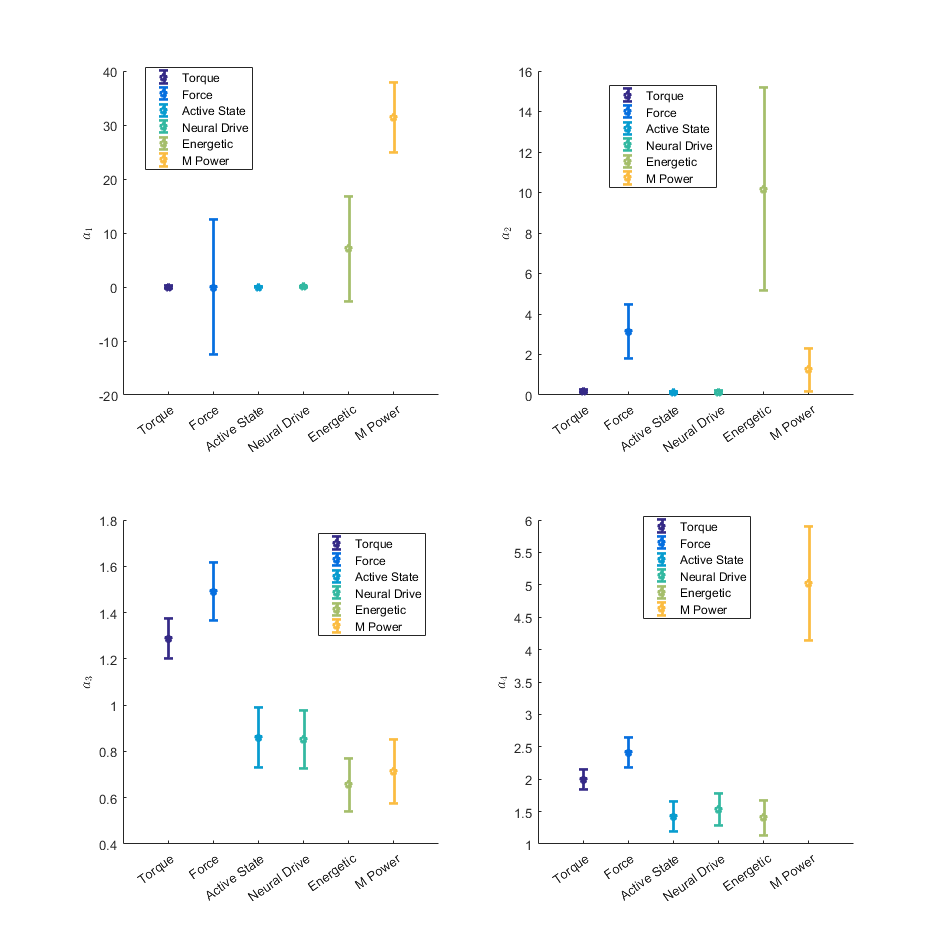 40
30
20
10
0
-10
-20
a1
Torque
Force
Active State
Neural Drive
Energetic
M Power
Torque
Force
Active State
Neural Drive
Energetic
M Power
16
14
12
10
8
6
4
2
0
a2
Torque
Force
Active State
Neural Drive
Energetic
M Power
Torque
Force
Active State
Neural Drive
Energetic
M Power
1.8
1.6
1.4
1.2
1
0.8
0.6
0.4
a3
Torque
Force
Active State
Neural Drive
Energetic
M Power
Torque
Force
Active State
Neural Drive
Energetic
M Power
6
5.5
5
4.5
4
3.5
3
2.5
2
1.5
1
a4
Torque
Force
Active State
Neural Drive
Energetic
M Power
Torque
Force
Active State
Neural Drive
Energetic
M Power